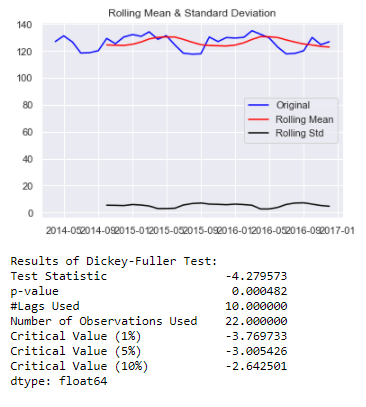 Rolling Mean & Standard Deviation
140
120
100
80
60
40
20
0
Original
Rolling Mean
Rolling Std
2014-05 2014-09 2015-01 2015-05 2015-09 2016-01 2016-05 2016-09 2017-01
Results of Dickey-Fuller Test:
Test Statistic -4.279573
p-value 0.000482
#Lags Used 10.000000
Number of Observations Used 22.000000
Critical Value (1%) -3.769733
Critical Value (5%) -3.005426
Critical Value (10%) -2.642501
dtype: float64